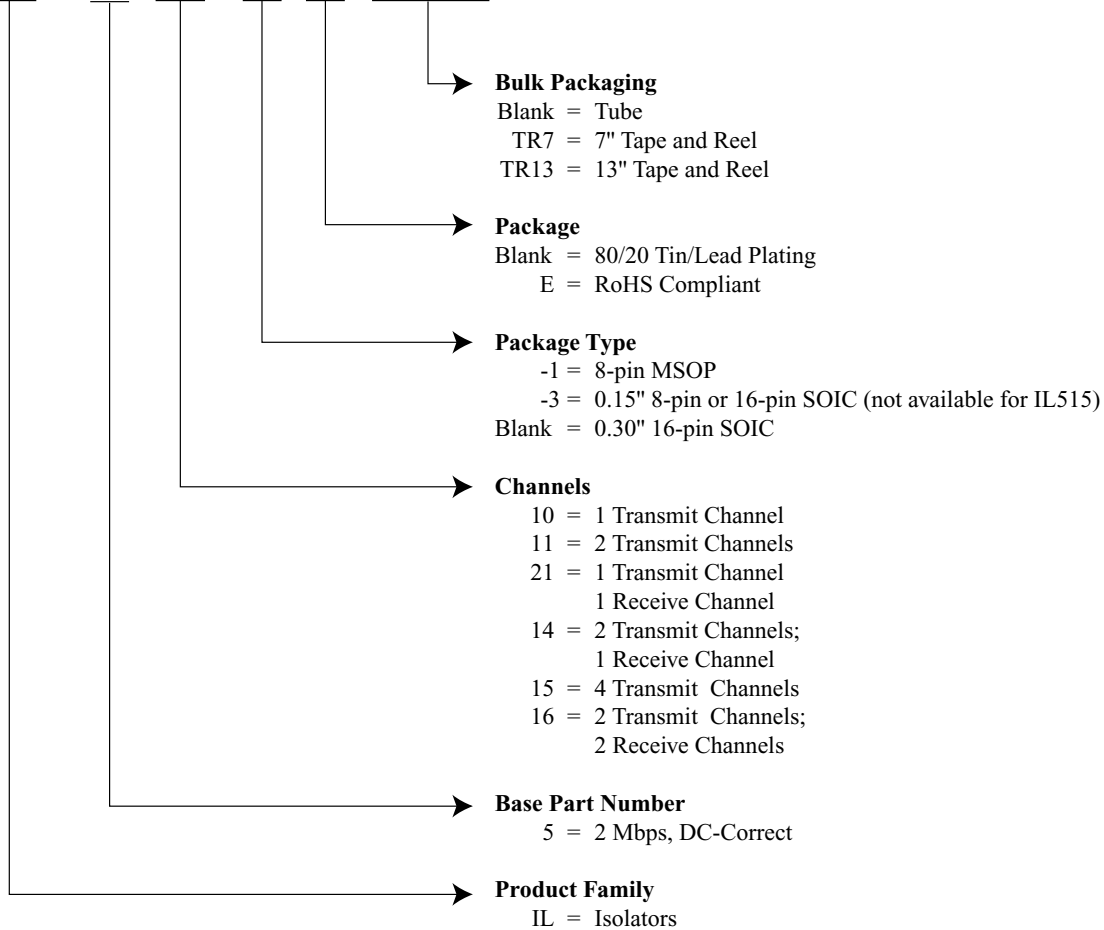 Bulk Packaging
Blank = Tube
TR7 = 7" Tape and Reel
TR13 = 13" Tape and Reel
Package
Blank = 80/20 Tin/Lead Plating
E = RoHS Compliant
Package Type
-1 = 8-pin MSOP
-3 = 0.15" 8-pin or 16-pin SOIC (not available for IL515)
Blank = 0.30" 16-pin SOIC
Channels
10 = 1 Transmit Channel
11 = 2 Transmit Channels
21 = 1 Transmit Channel
1 Receive Channel
14 = 2 Transmit Channels;
1 Receive Channel
15 = 4 Transmit Channels
16 = 2 Transmit Channels;
2 Receive Channels
Base Part Number
5 = 2 Mbps, DC-Correct
Product Family
IL = Isolators